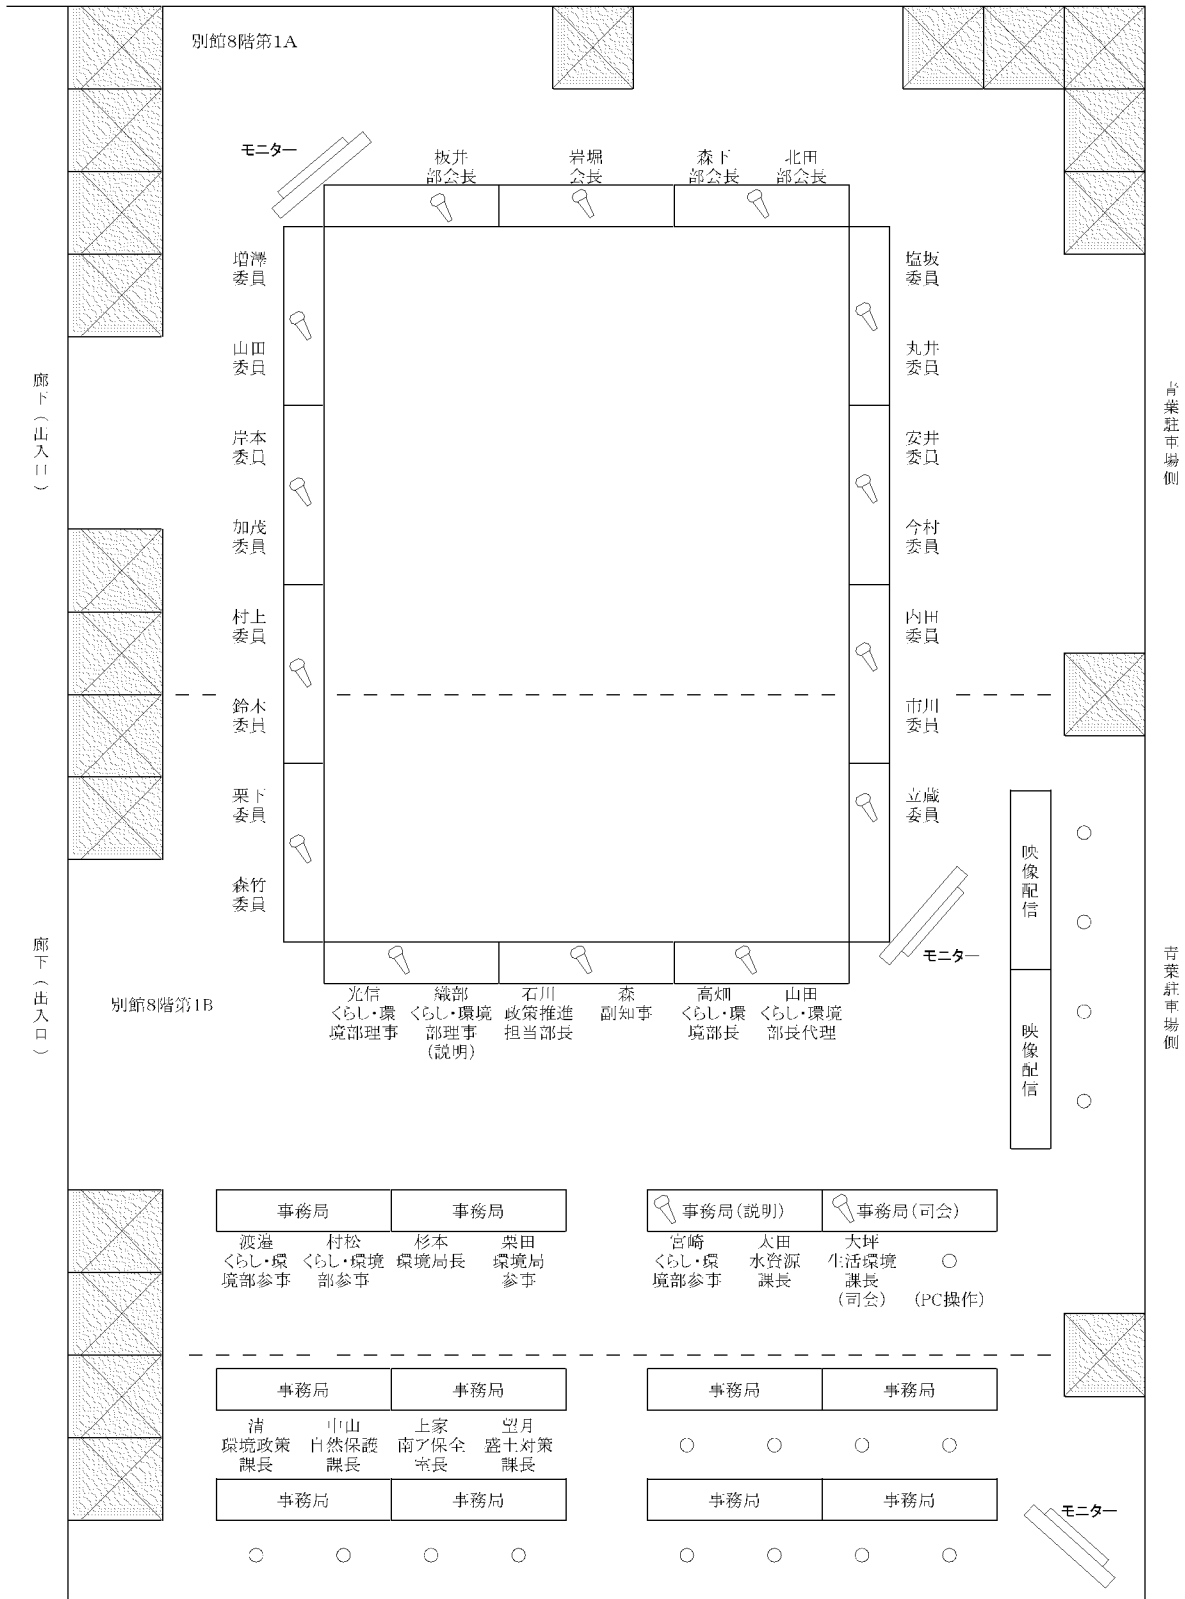 別館8階第1A
モニター
板井
部会長
岩堀
会長
森下
部会長
北田
部会長
増澤
委員
塩坂
委員
山田
委員
丸井
委員
廊下(出入口)
青葉駐車場側
岸本
委員
安井
委員
加茂
委員
今村
委員
村上
委員
内田
委員
鈴木
委員
市川
委員
栗下
委員
立蔵
委員
森竹
委員
映像配信
モニター
廊下(出入口)
青葉駐車場側
別館8階第1B
光信
くらし・環
境部理事
織部
くらし・環境
部理事
(説明)
石川
政策推進
担当部長
森
副知事
高畑
くらし・環
境部長
山田
くらし・環境
部長代理
映像配信
事務局
事務局
事務局(説明)
事務局(司会)
渡邉
くらし・環
境部参事
村松
くらし・環境
部参事
杉本
環境局長
栗田
環境局
参事
宮崎
くらし・環
境部参事
太田
水資源
課長
大坪
生活環境
課長
(司会)
(PC操作)
事務局
事務局
事務局
事務局
清
環境政策
課長
中山
自然保護
課長
上家
南ア保全
室長
望月
盛土対策
課長
事務局
事務局
事務局
事務局
モニター